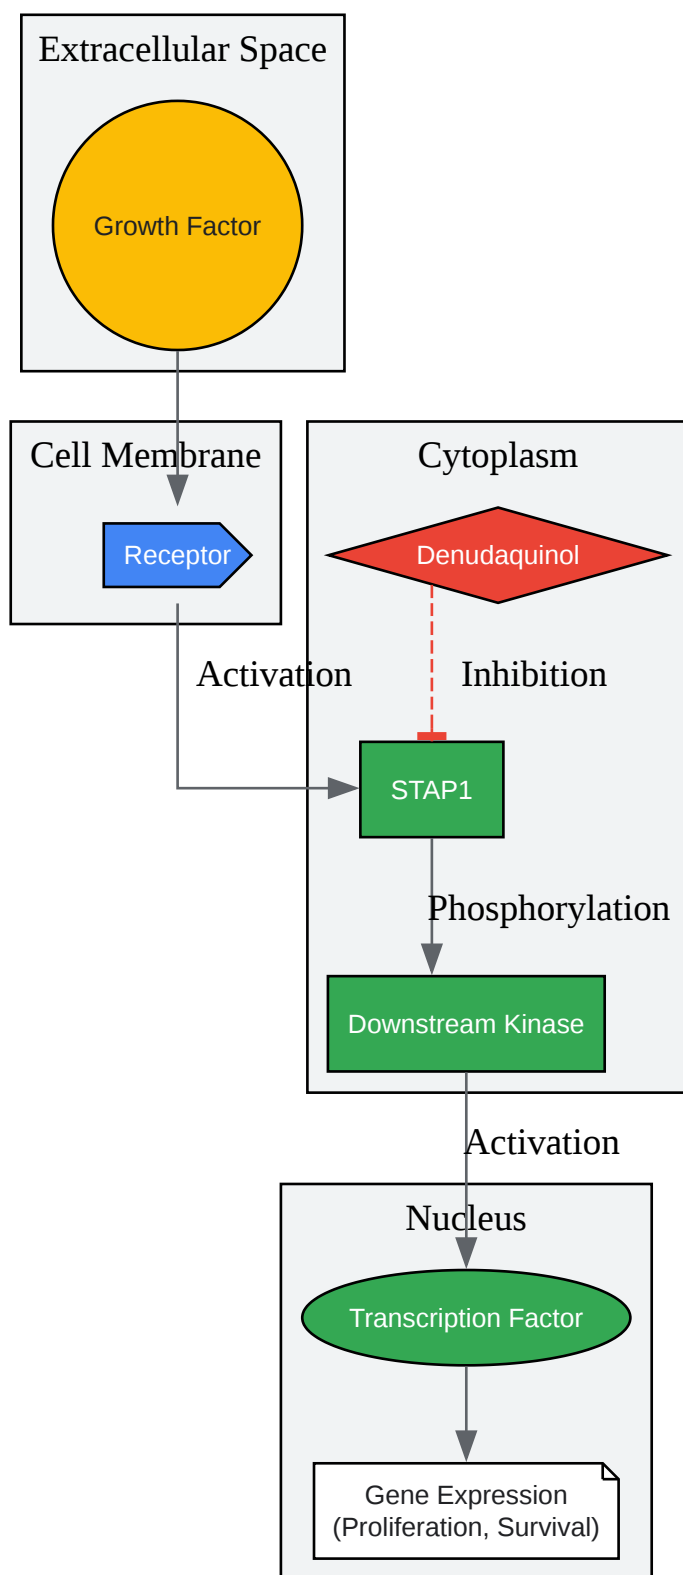 Extracellular Space
Growth Factor
Cell Membrane
Receptor
Cytoplasm
Denudaquinol
Activation
Inhibition
STAP1
Phosphorylation
Downstream Kinase
Activation
Nucleus
Transcription Factor
Gene Expression
(Proliferation, Survival)